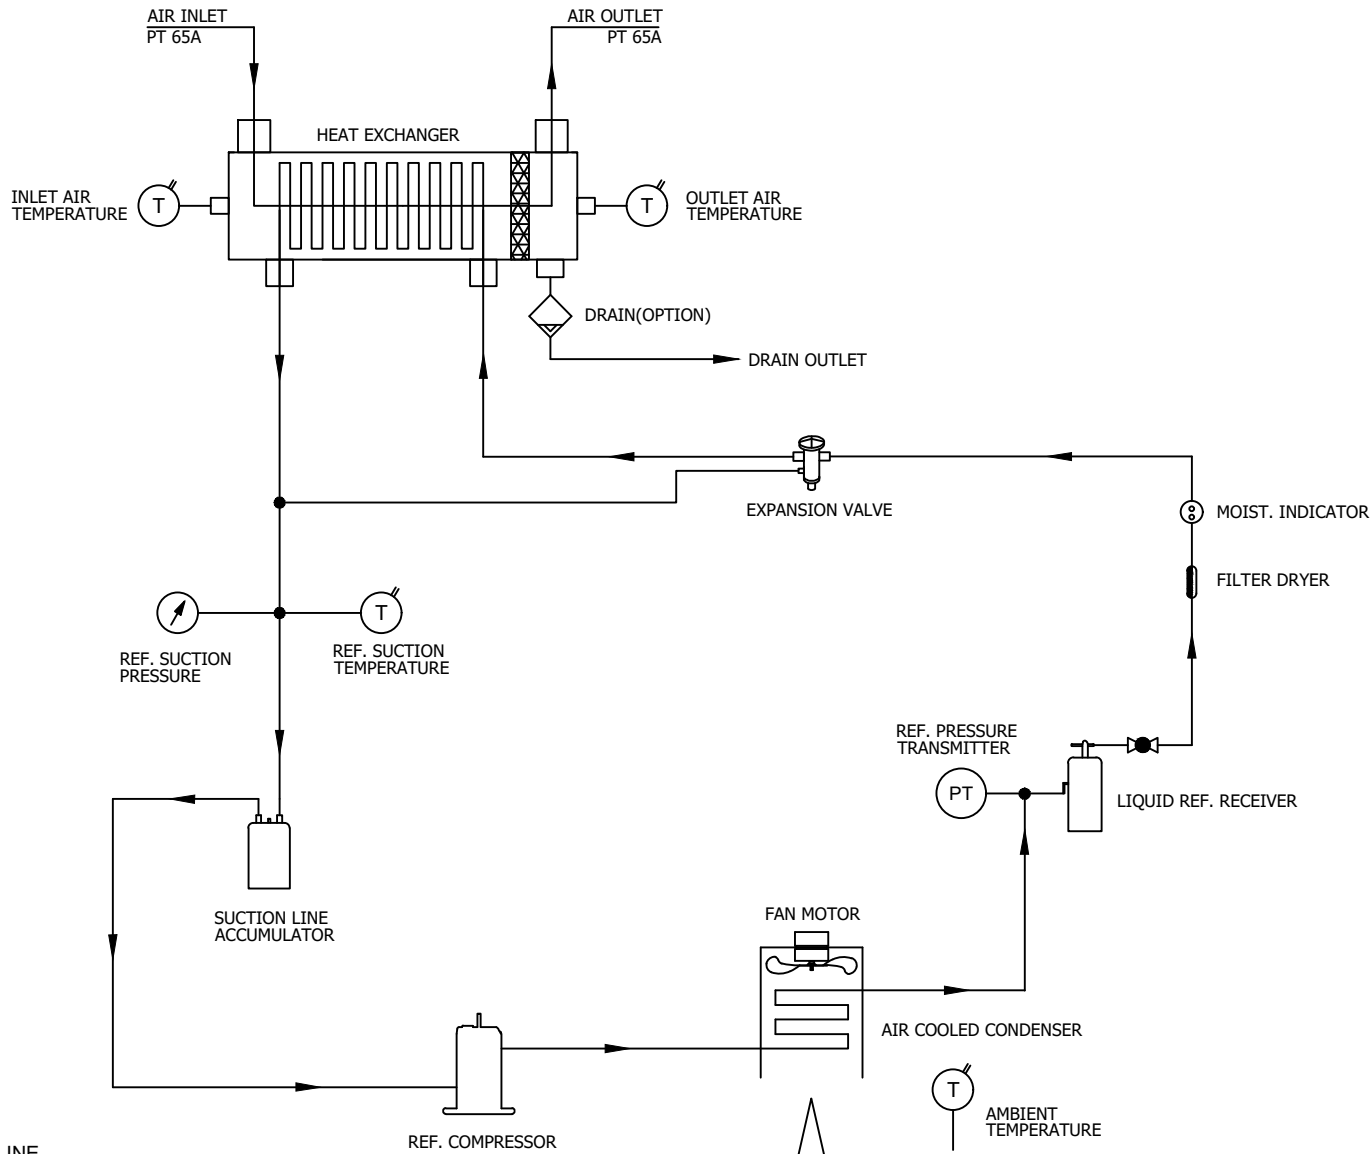 AIR INLET
PT 65A
AIR OUTLET
PT 65A
HEAT EXCHANGER
INLET AIR
TEMPERATURE
T
T
OUTLET AIR
TEMPERATURE
DRAIN(OPTION)
DRAIN OUTLET
EXPANSION VALVE
MOIST. INDICATOR
FILTER DRYER
T
REF. SUCTION
PRESSURE
REF. SUCTION
TEMPERATURE
REF. PRESSURE
TRANSMITTER
PT
LIQUID REF. RECEIVER
SUCTION LINE
ACCUMULATOR
FAN MOTOR
AIR COOLED CONDENSER
T
AMBIENT
TEMPERATURE
REF. COMPRESSOR